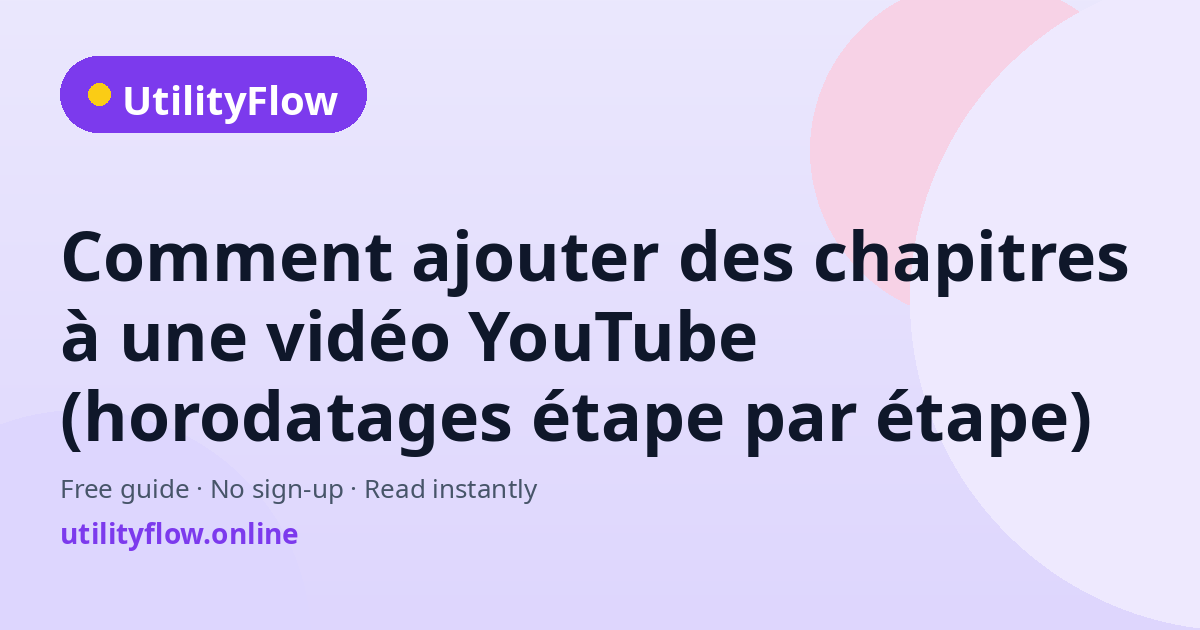 UtilityFlow
Comment ajouter des chapitres
à une vidéo YouTube
(horodatages étape par étape)
Free guide · No sign-up · Read instantly
utilityflow.online